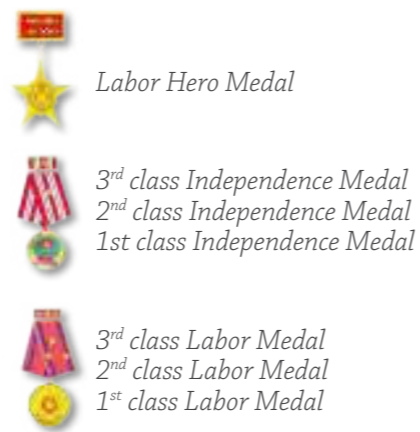 Labor Hero Medal
3rd class Independence Medal
2nd class Independence Medal
1st class Independence Medal
3rd class Labor Medal
2nd class Labor Medal
1st class Labor Medal